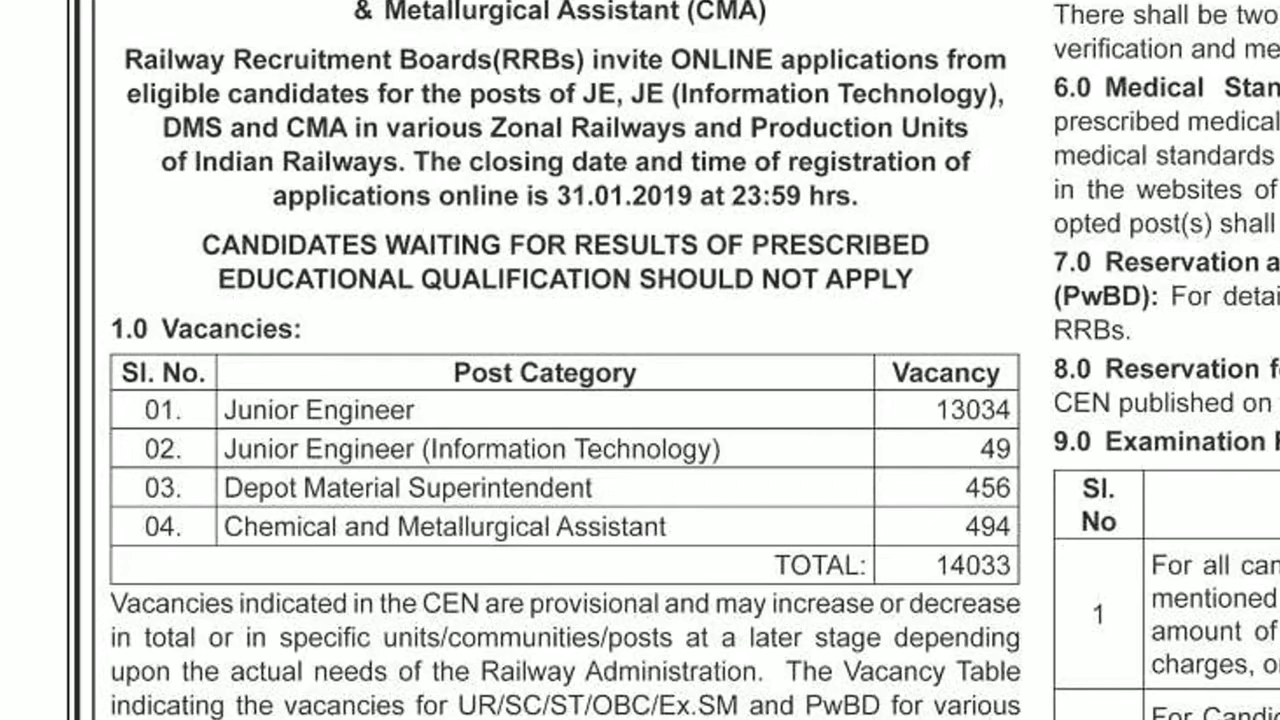 & Metallurgical Assistant (CMA)
Railway Recruitment Boards(RRBs) invite ONLINE applications from
eligible candidates for the posts of JE, JE (Information Technology),
DMS and CMA in various Zonal Railways and Production Units
of Indian Railways. The closing date and time of registration of
applications online is 31.01.2019 at 23:59 hrs.
CANDIDATES WAITING FOR RESULTS OF PRESCRIBED
EDUCATIONAL QUALIFICATION SHOULD NOT APPLY
1.0 Vacancies:
Sl. No. Post Category Vacancy
01. Junior Engineer 13034
02. Junior Engineer (Information Technology) 49
03. Depot Material Superintendent 456
04. Chemical and Metallurgical Assistant 494
TOTAL: 14033
Vacancies indicated in the CEN are provisional and may increase or decrease
in total or in specific units/communities/posts at a later stage depending
upon the actual needs of the Railway Administration. The Vacancy Table
indicating the vacancies for UR/SC/ST/OBC/Ex.SM and PwBD for various
There shall be two
verification and me
6.0 Medical Stan
prescribed medical
medical standards
in the websites of
opted post(s) shall
7.0 Reservation a
(PwBD): For detai
RRBs.
8.0 Reservation f
CEN published on
9.0 Examination
Sl.
No
1
For all can
mentioned
amount of
charges, o
For Candi